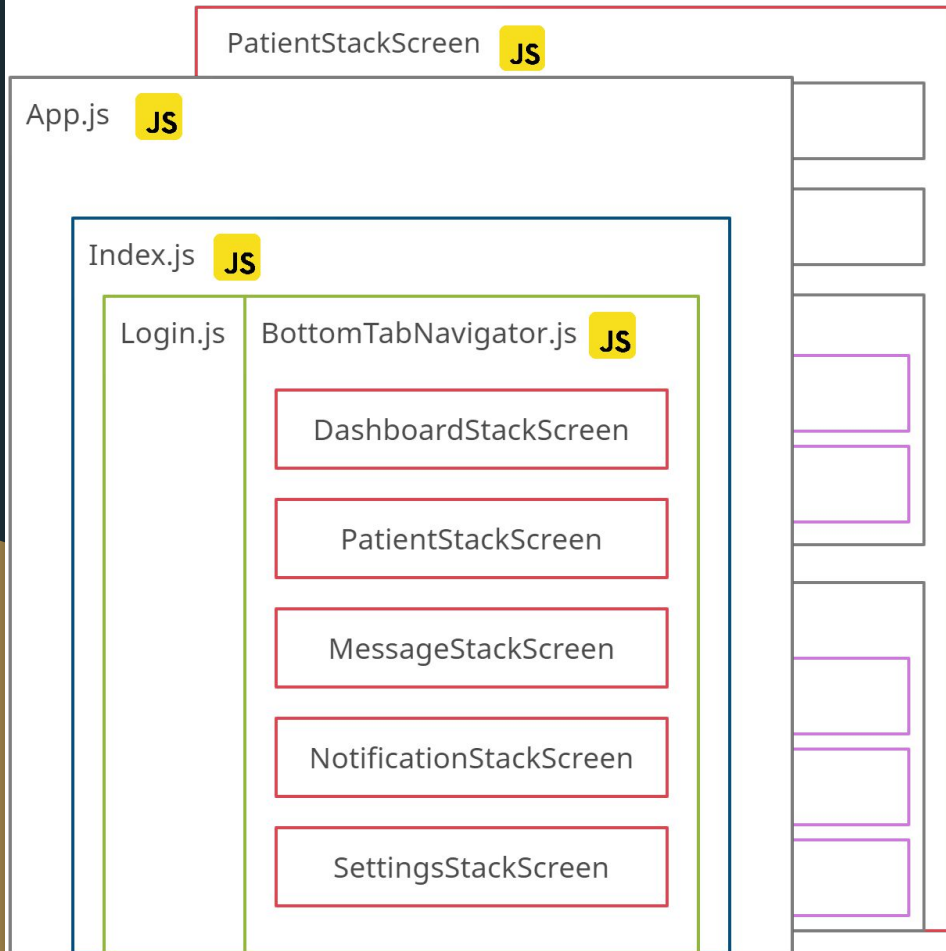 PatientStackScreen JS
App.js JS
Index.js JS
Login.js
BottomTabNavigator.js JS
DashboardStackScreen
PatientStackScreen
MessageStackScreen
NotificationStackScreen
SettingsStackScreen